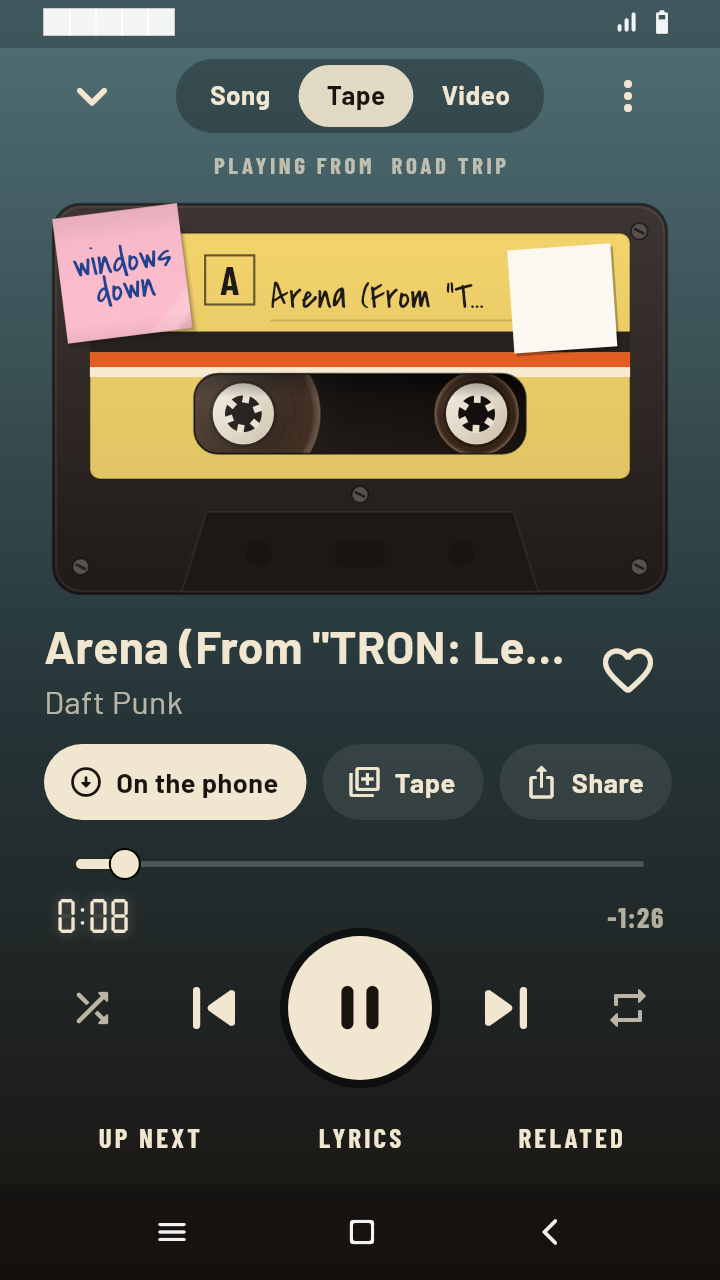 Song Tape Video
PLAYING FROM ROAD TRIP
windows
down
A
Arena (From "T...
Arena (From "TRON: Le...
Daft Punk
On the phone Tape Share
0:08 -1:26
UP NEXT LYRICS RELATED